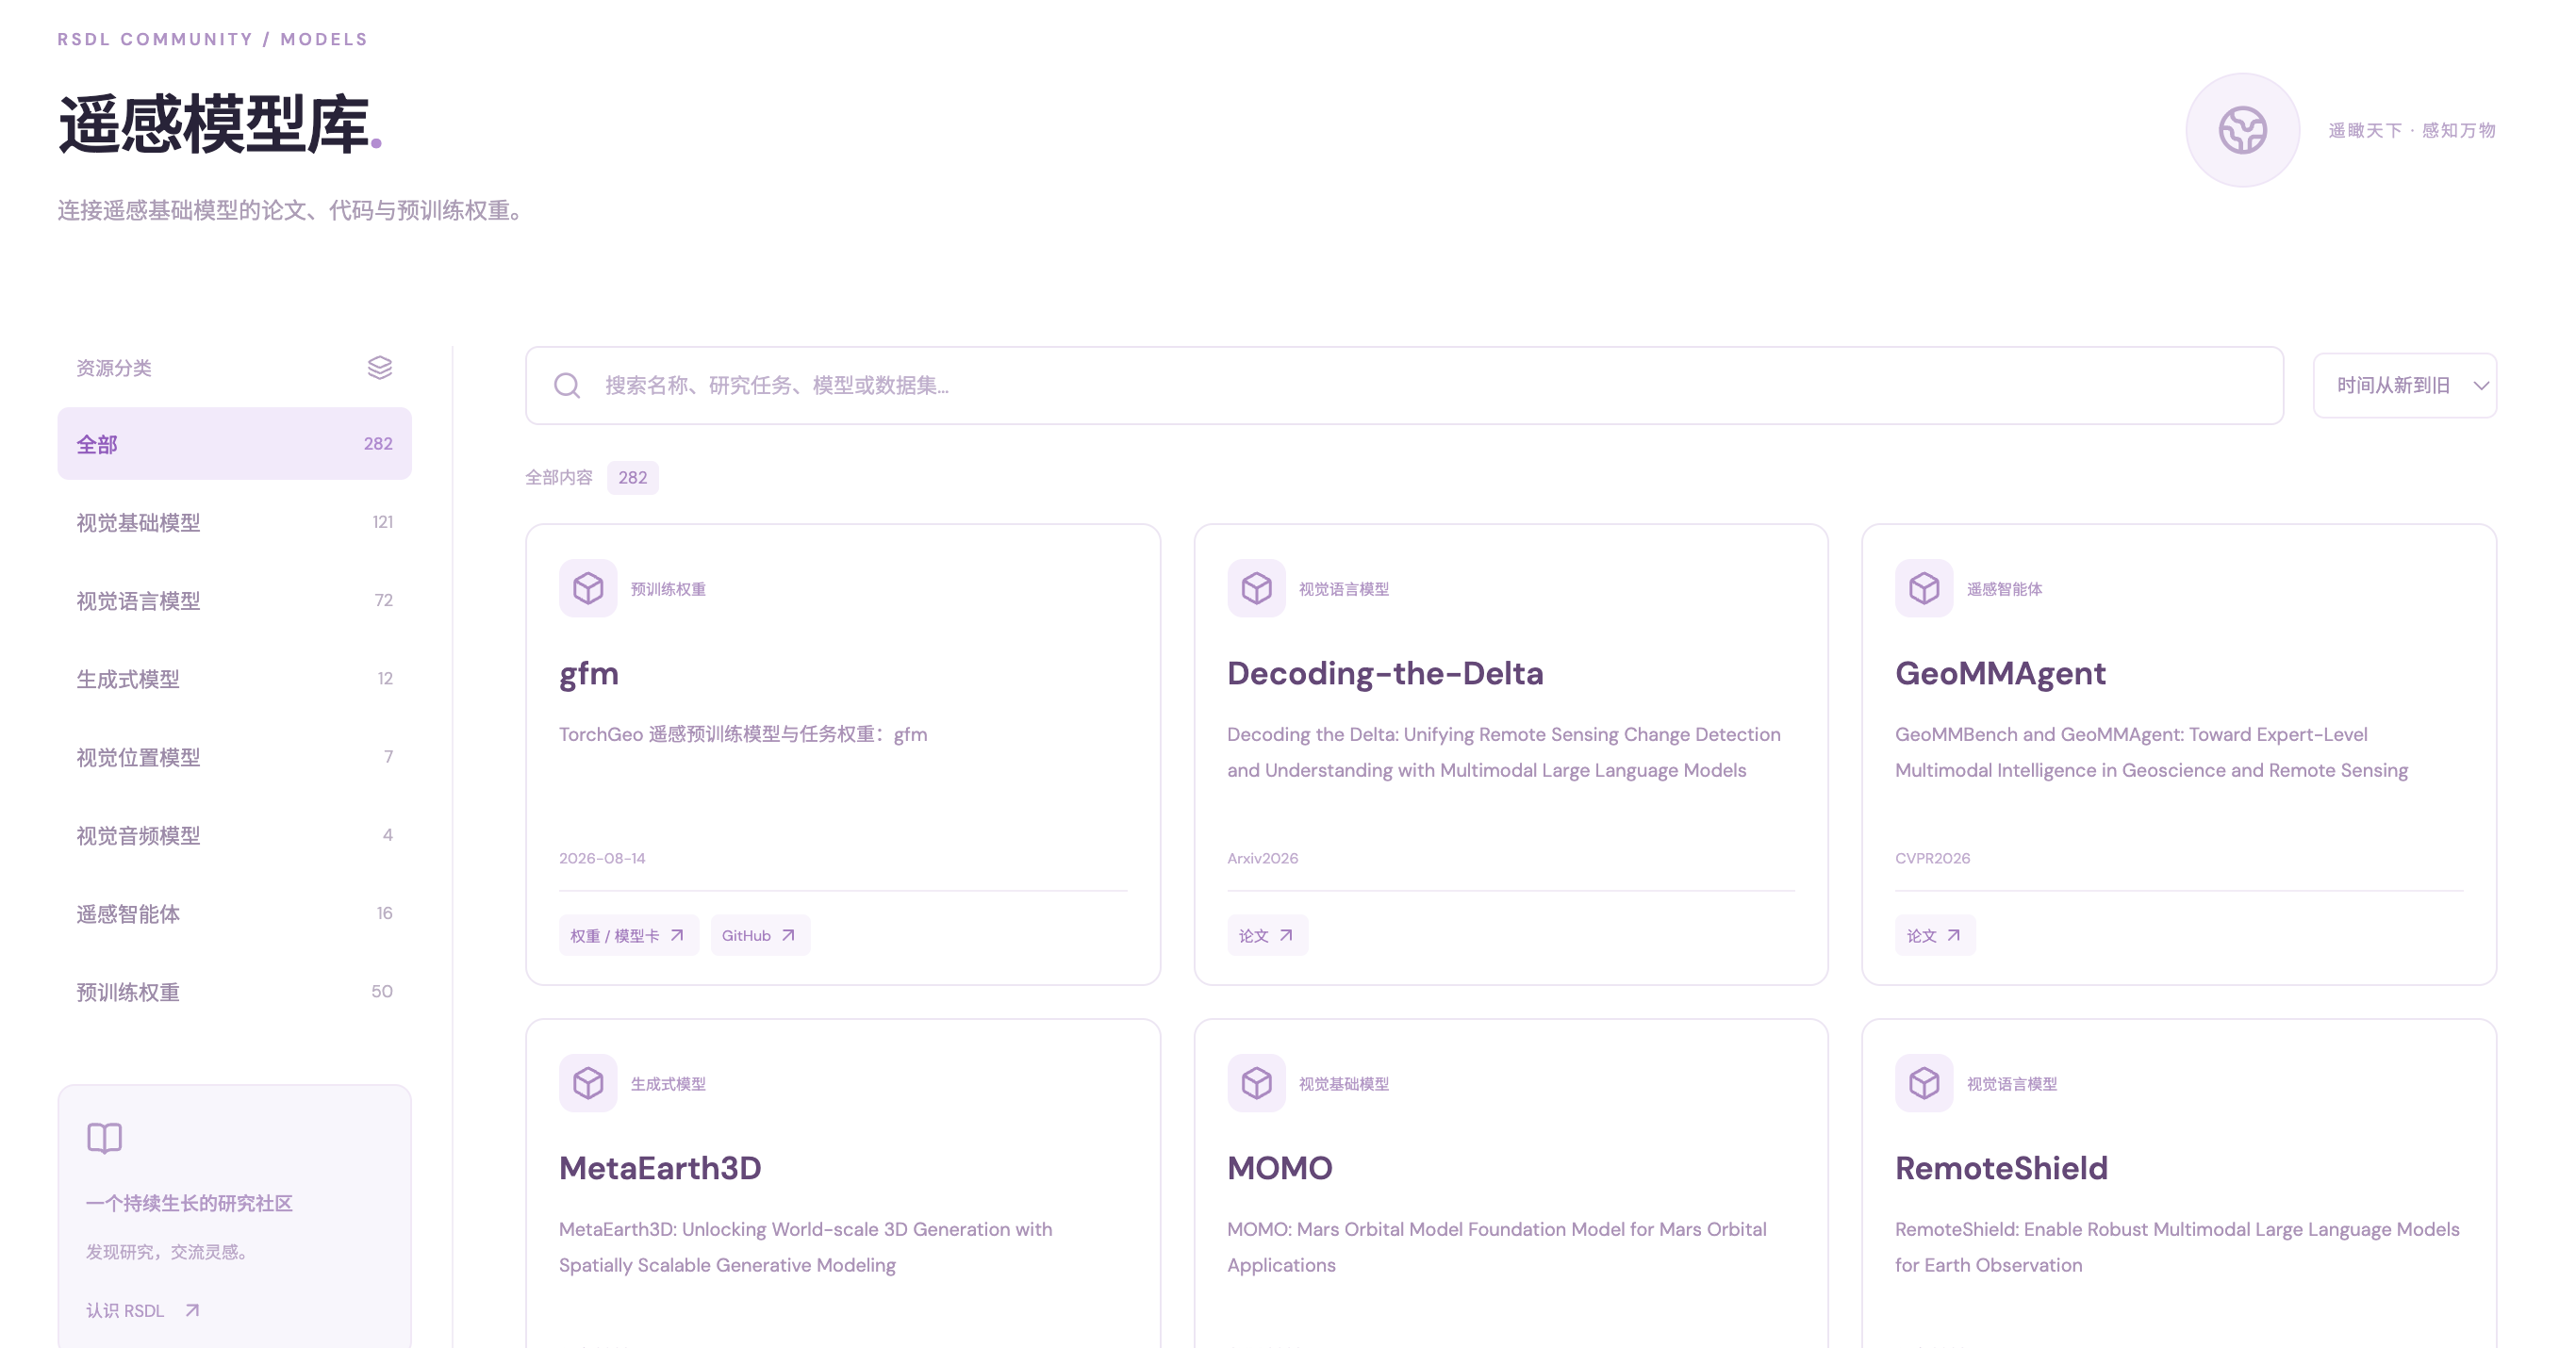 RSDL COMMUNITY / MODELS
遥感模型库.
连接遥感基础模型的论文、代码与预训练权重。
遥瞰天下 · 感知万物
资源分类
全部 282
视觉基础模型 121
视觉语言模型 72
生成式模型 12
视觉位置模型 7
视觉音频模型 4
遥感智能体 16
预训练权重 50
一个持续生长的研究社区
发现研究，交流灵感。
认识 RSDL
搜索名称、研究任务、模型或数据集...
时间从新到旧
全部内容 282
预训练权重
gfm
TorchGeo 遥感预训练模型与任务权重：gfm
2026-08-14
权重 / 模型卡
GitHub
视觉语言模型
Decoding-the-Delta
Decoding the Delta: Unifying Remote Sensing Change Detection
and Understanding with Multimodal Large Language Models
Arxiv2026
论文
遥感智能体
GeoMMAgent
GeoMMBench and GeoMMAgent: Toward Expert-Level
Multimodal Intelligence in Geoscience and Remote Sensing
CVPR2026
论文
生成式模型
MetaEarth3D
MetaEarth3D: Unlocking World-scale 3D Generation with
Spatially Scalable Generative Modeling
视觉基础模型
MOMO
MOMO: Mars Orbital Model Foundation Model for Mars Orbital
Applications
视觉语言模型
RemoteShield
RemoteShield: Enable Robust Multimodal Large Language Models
for Earth Observation